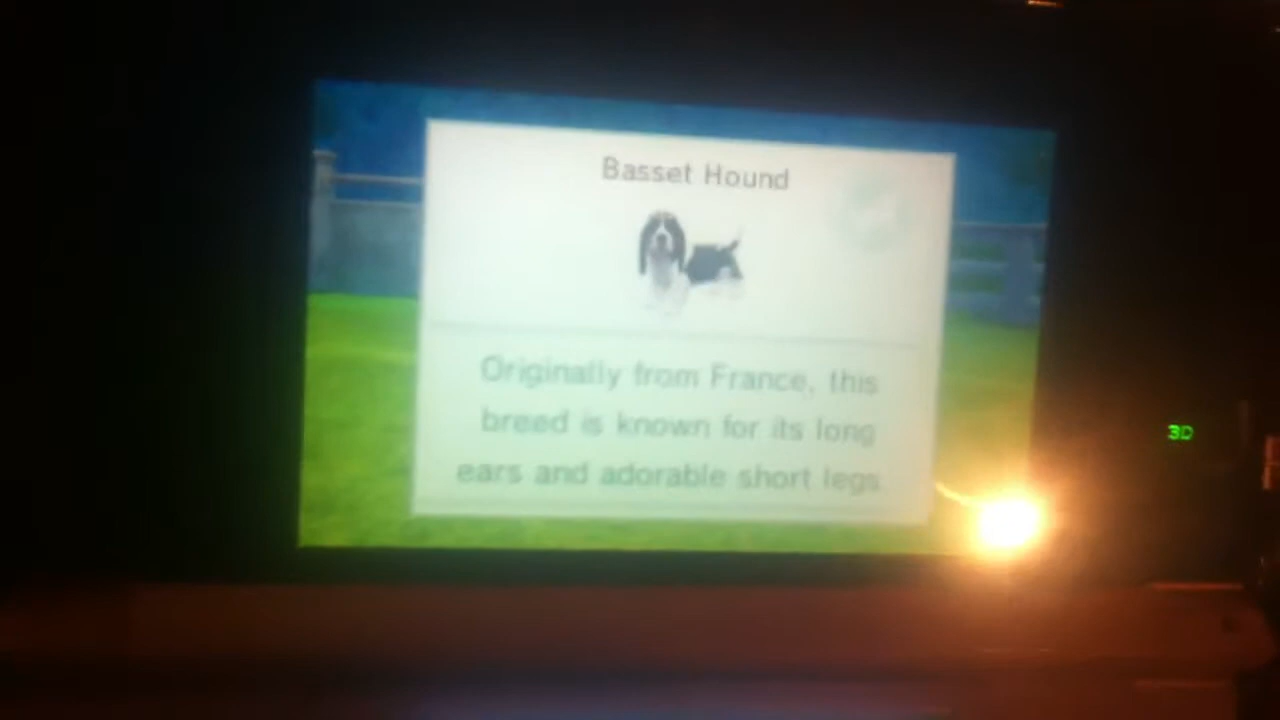 Basset Hound
Originally from France, this
breed is known for its long
ears and adorable short legs
3D